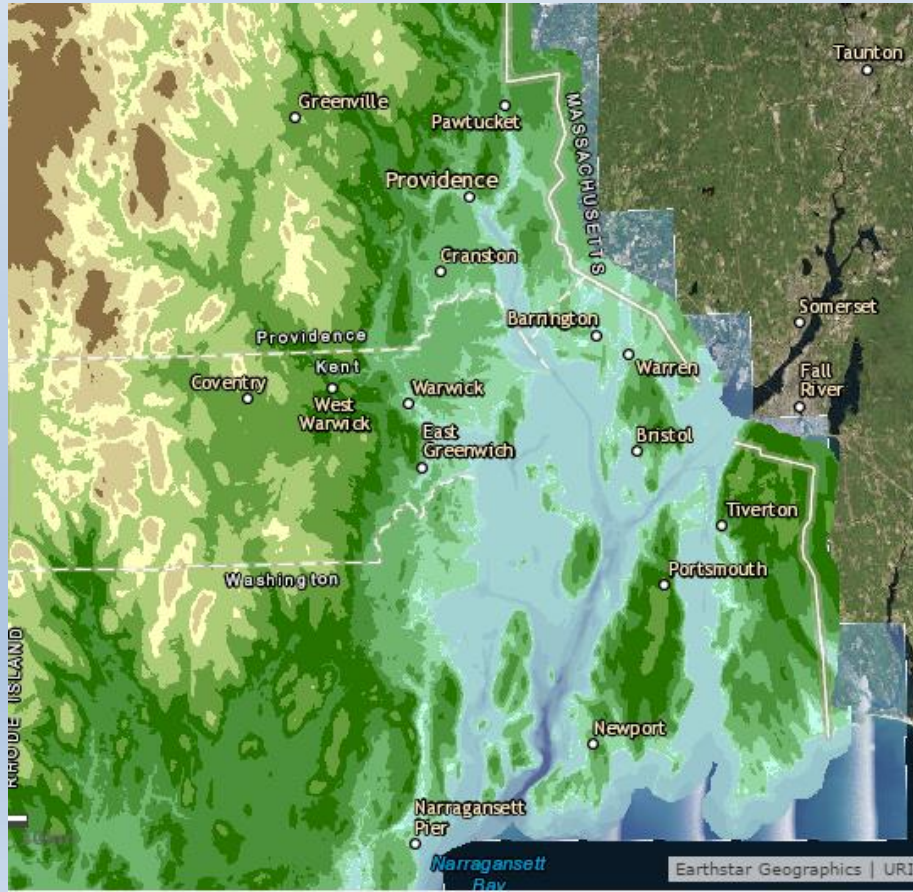 Taunton
Greenville
Pawtucket
MASSACHUSETTS
Providence
Cranston
Somerset
Barrington
Providence
Warren
Kent
Fall
River
Coventry
West
Warwick
Warwick
East
Greenwich
Bristol
Tiverton
Portsmouth
Washington
RHODE ISLAND
Newport
Narragansett
Pier
Narragansett
Bay
Earthstar Geographics | URI